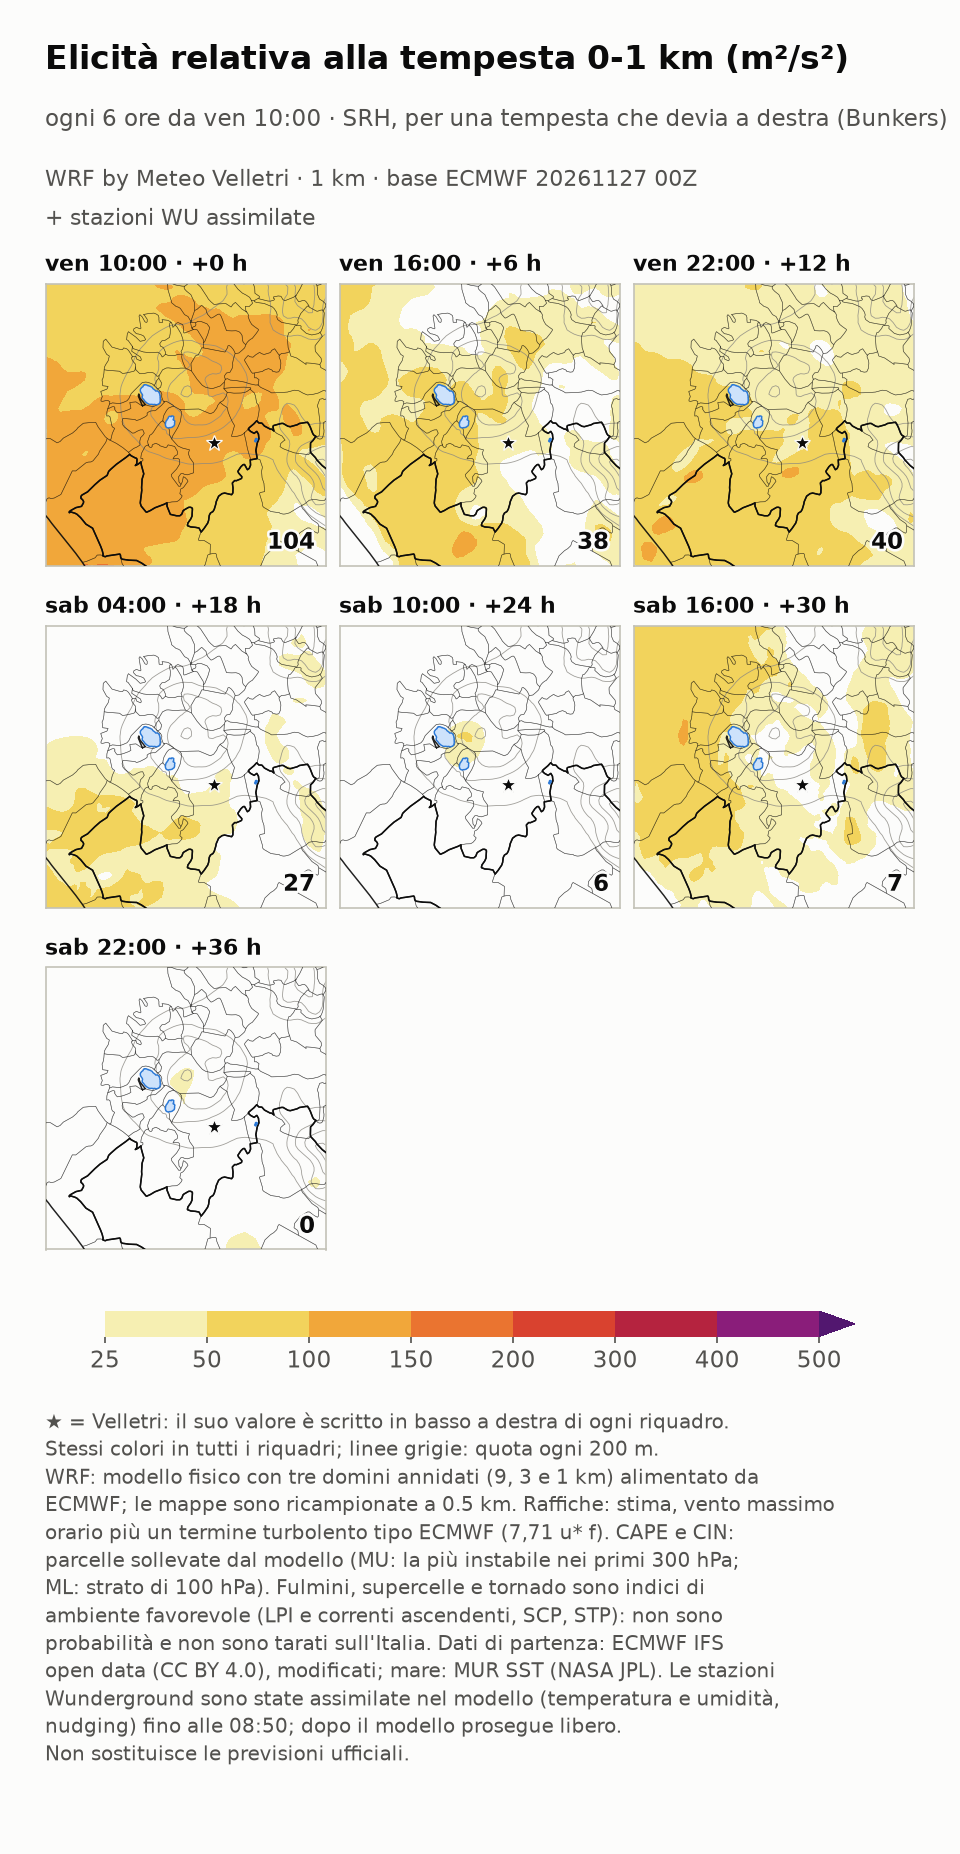 Elicità relativa alla tempesta 0-1 km (m²/s²)
ogni 6 ore da ven 10:00 · SRH, per una tempesta che devia a destra (Bunkers)
WRF by Meteo Velletri · 1 km · base ECMWF 20261127 00Z
+ stazioni WU assimilate
ven 10:00 · +0 h
ven 16:00 · +6 h
ven 22:00 · +12 h
104
38
40
sab 04:00 · +18 h
sab 10:00 · +24 h
sab 16:00 · +30 h
27
6
7
sab 22:00 · +36 h
0
25 50 100 150 200 300 400 500
★ = Velletri: il suo valore è scritto in basso a destra di ogni riquadro.
Stessi colori in tutti i riquadri; linee grigie: quota ogni 200 m.
WRF: modello fisico con tre domini annidati (9, 3 e 1 km) alimentato da
ECMWF; le mappe sono ricampionate a 0.5 km. Raffiche: stima, vento massimo
orario più un termine turbolento tipo ECMWF (7,71 u* f). CAPE e CIN:
parcelle sollevate dal modello (MU: la più instabile nei primi 300 hPa;
ML: strato di 100 hPa). Fulmini, supercelle e tornado sono indici di
ambiente favorevole (LPI e correnti ascendenti, SCP, STP): non sono
probabilità e non sono tarati sull'Italia. Dati di partenza: ECMWF IFS
open data (CC BY 4.0), modificati; mare: MUR SST (NASA JPL). Le stazioni
Wunderground sono state assimilate nel modello (temperatura e umidità,
nudging) fino alle 08:50; dopo il modello prosegue libero.
Non sostituisce le previsioni ufficiali.